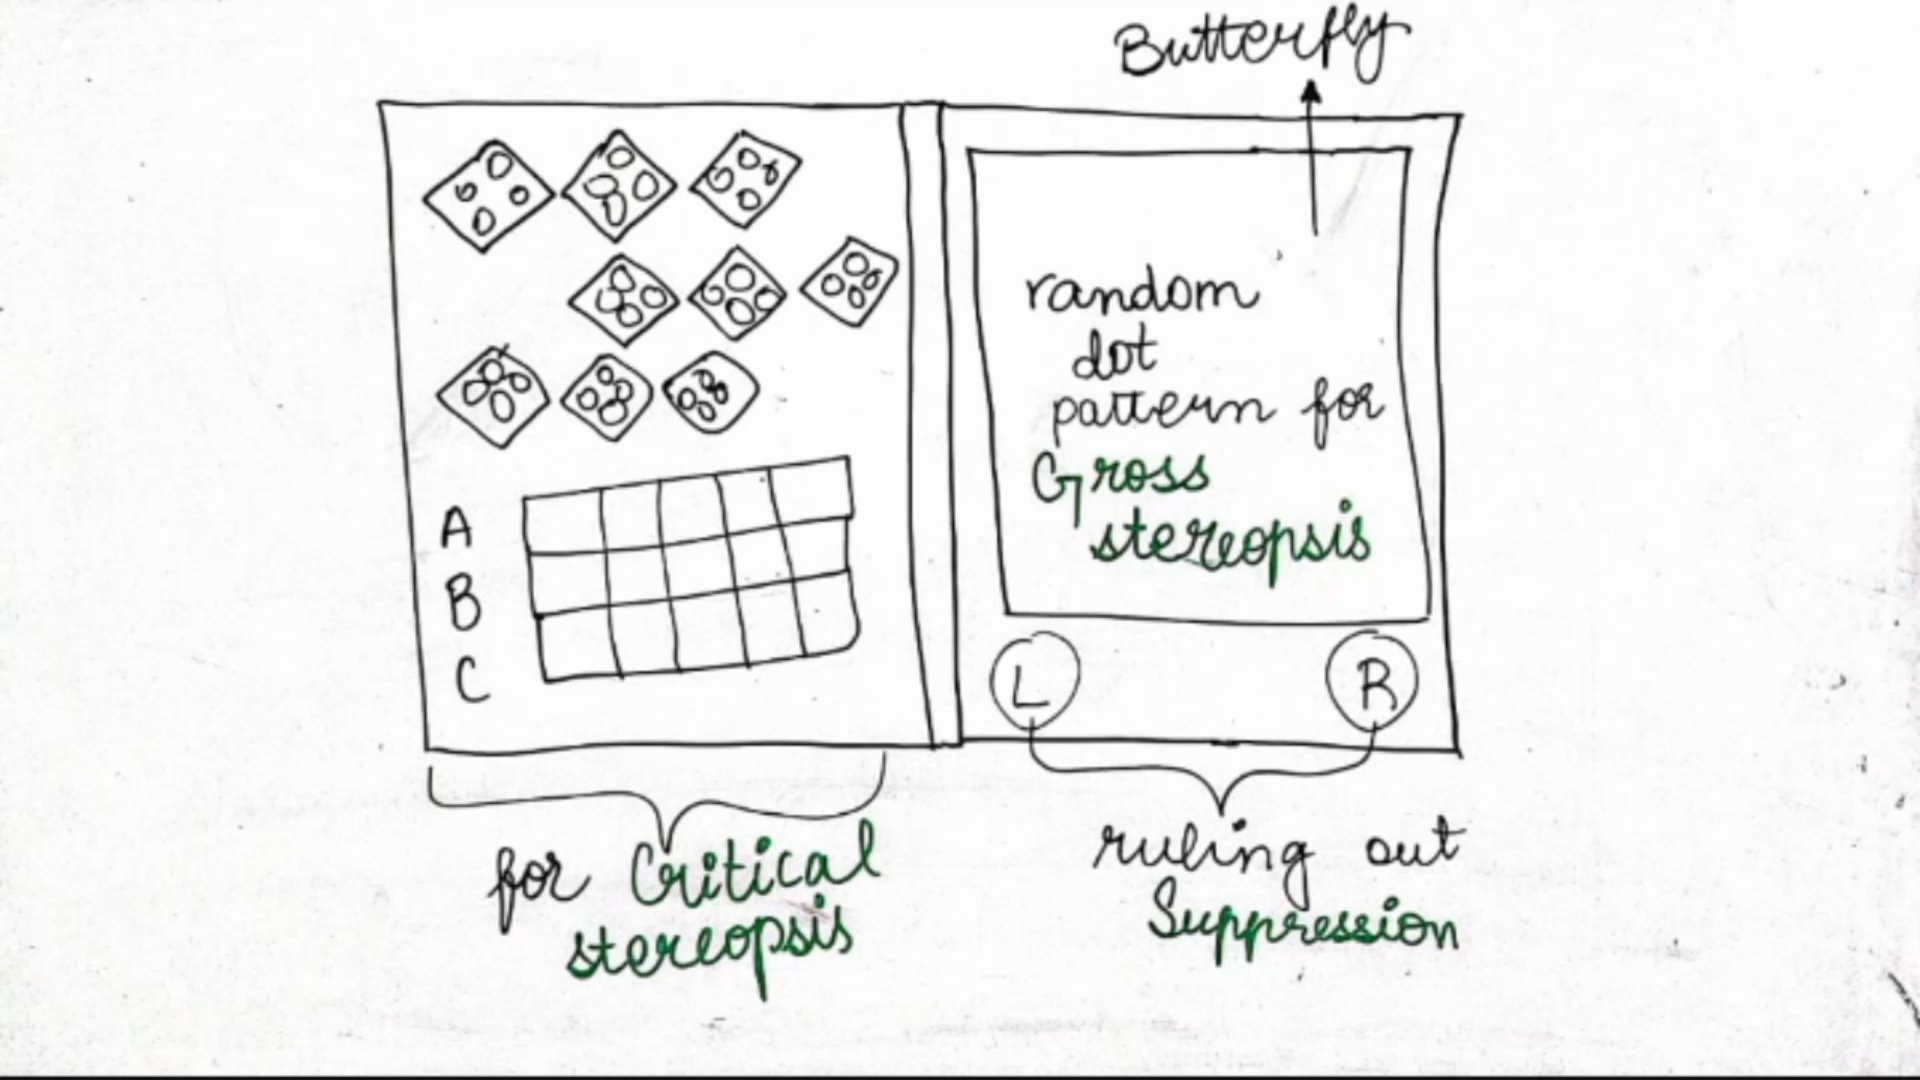 Butterfly
random
dot
pattern for
Gross
stereopsis
A
B
C
L
R
for Critical
stereopsis
ruling out
Suppression